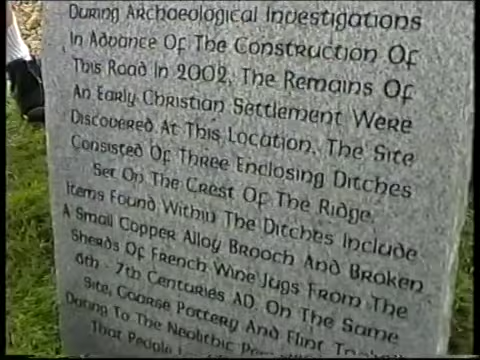 During Archaeological Investigations
In Advance Of The Construction Of
This Road In 2002, The Remains Of
An Early Christian Settlement Were
Discovered At This Location. The Site
Consisted Of Three Enclosing Ditches
Set On The Crest Of The Ridge.
Items Found Within The Ditches Include
A Small Copper Alloy Brooch And Broken
Sherds Of French Wine Jugs From The
6th - 7th Centuries AD. On The Same
Site, Coarse Pottery And Flint
Dating To The Neolithic
That People